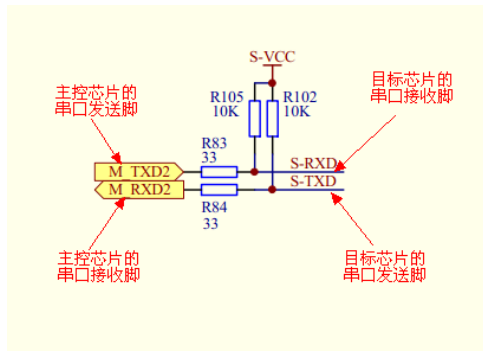 S-VCC
主控芯片的
串口发送脚
目标芯片的
串口接收脚
R105
10K
R102
10K
R83
33
M_TXD2
S-RXD
M_RXD2
S-TXD
R84
33
主控芯片的
串口接收脚
目标芯片的
串口发送脚